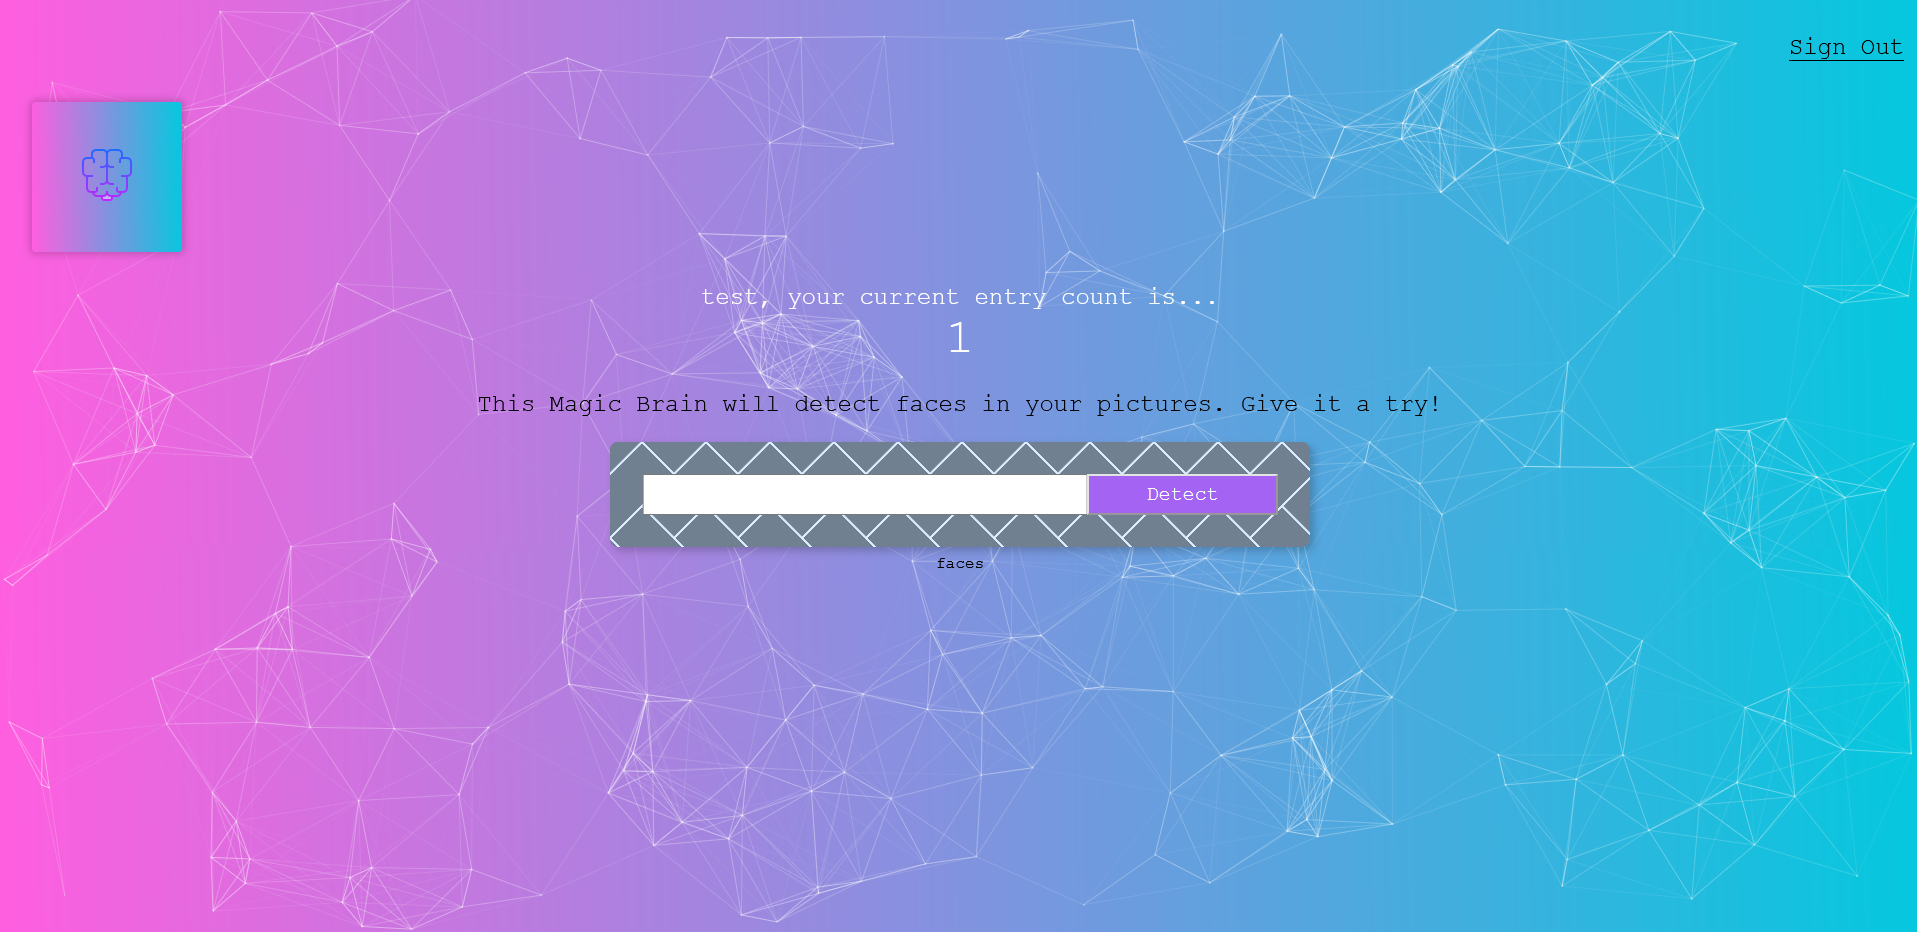 Sign Out
test, your current entry count is...
1
This Magic Brain will detect faces in your pictures. Give it a try!
Detect
faces